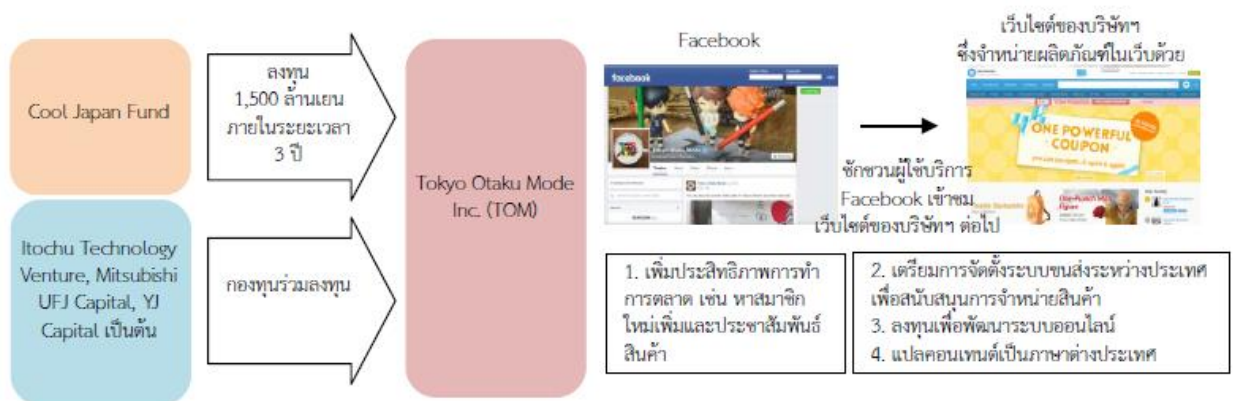 Cool Japan Fund
ลงทุน
1,500 ล้านเยน
ภายในระยะเวลา
3 ปี
Itochu Technology
Venture, Mitsubishi
UFJ Capital, YJ
Capital เป็นต้น
กองทุนร่วมลงทุน
Tokyo Otaku Mode
Inc. (TOM)
Facebook
facebook
Tokyo Otaku Mode
เว็บไซต์ของบริษัทฯ
ซึ่งจำหน่ายผลิตภัณฑ์ในเว็บด้วย
ONE POWERFUL
COUPON
ชักชวนผู้ใช้บริการ
Facebook เข้าชม
เว็บไซต์ของบริษัทฯ ต่อไป
1. เพิ่มประสิทธิภาพการทำ
การตลาด เช่น หาสมาชิก
ใหม่เพิ่มและประชาสัมพันธ์
สินค้า
2. เตรียมการจัดตั้งระบบขนส่งระหว่างประเทศ
เพื่อสนับสนุนการจำหน่ายสินค้า
3. ลงทุนเพื่อพัฒนาระบบออนไลน์
4. แปลคอนเทนต์เป็นภาษาต่างประเทศ